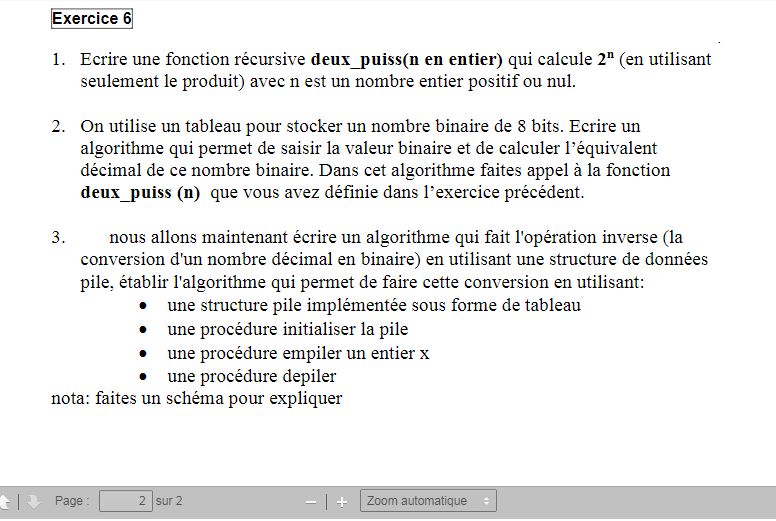 Exercice 6
1. Ecrire une fonction récursive deux_puiss(n en entier) qui calcule 2ⁿ (en utilisant
seulement le produit) avec n est un nombre entier positif ou nul.
2. On utilise un tableau pour stocker un nombre binaire de 8 bits. Ecrire un
algorithme qui permet de saisir la valeur binaire et de calculer l’équivalent
décimal de ce nombre binaire. Dans cet algorithme faites appel à la fonction
deux_puiss (n) que vous avez définie dans l’exercice précédent.
3. nous allons maintenant écrire un algorithme qui fait l'opération inverse (la
conversion d'un nombre décimal en binaire) en utilisant une structure de données
pile, établir l'algorithme qui permet de faire cette conversion en utilisant:
• une structure pile implémentée sous forme de tableau
• une procédure initialiser la pile
• une procédure empiler un entier x
• une procédure depiler
nota: faites un schéma pour expliquer
Page : 2 sur 2 Zoom automatique